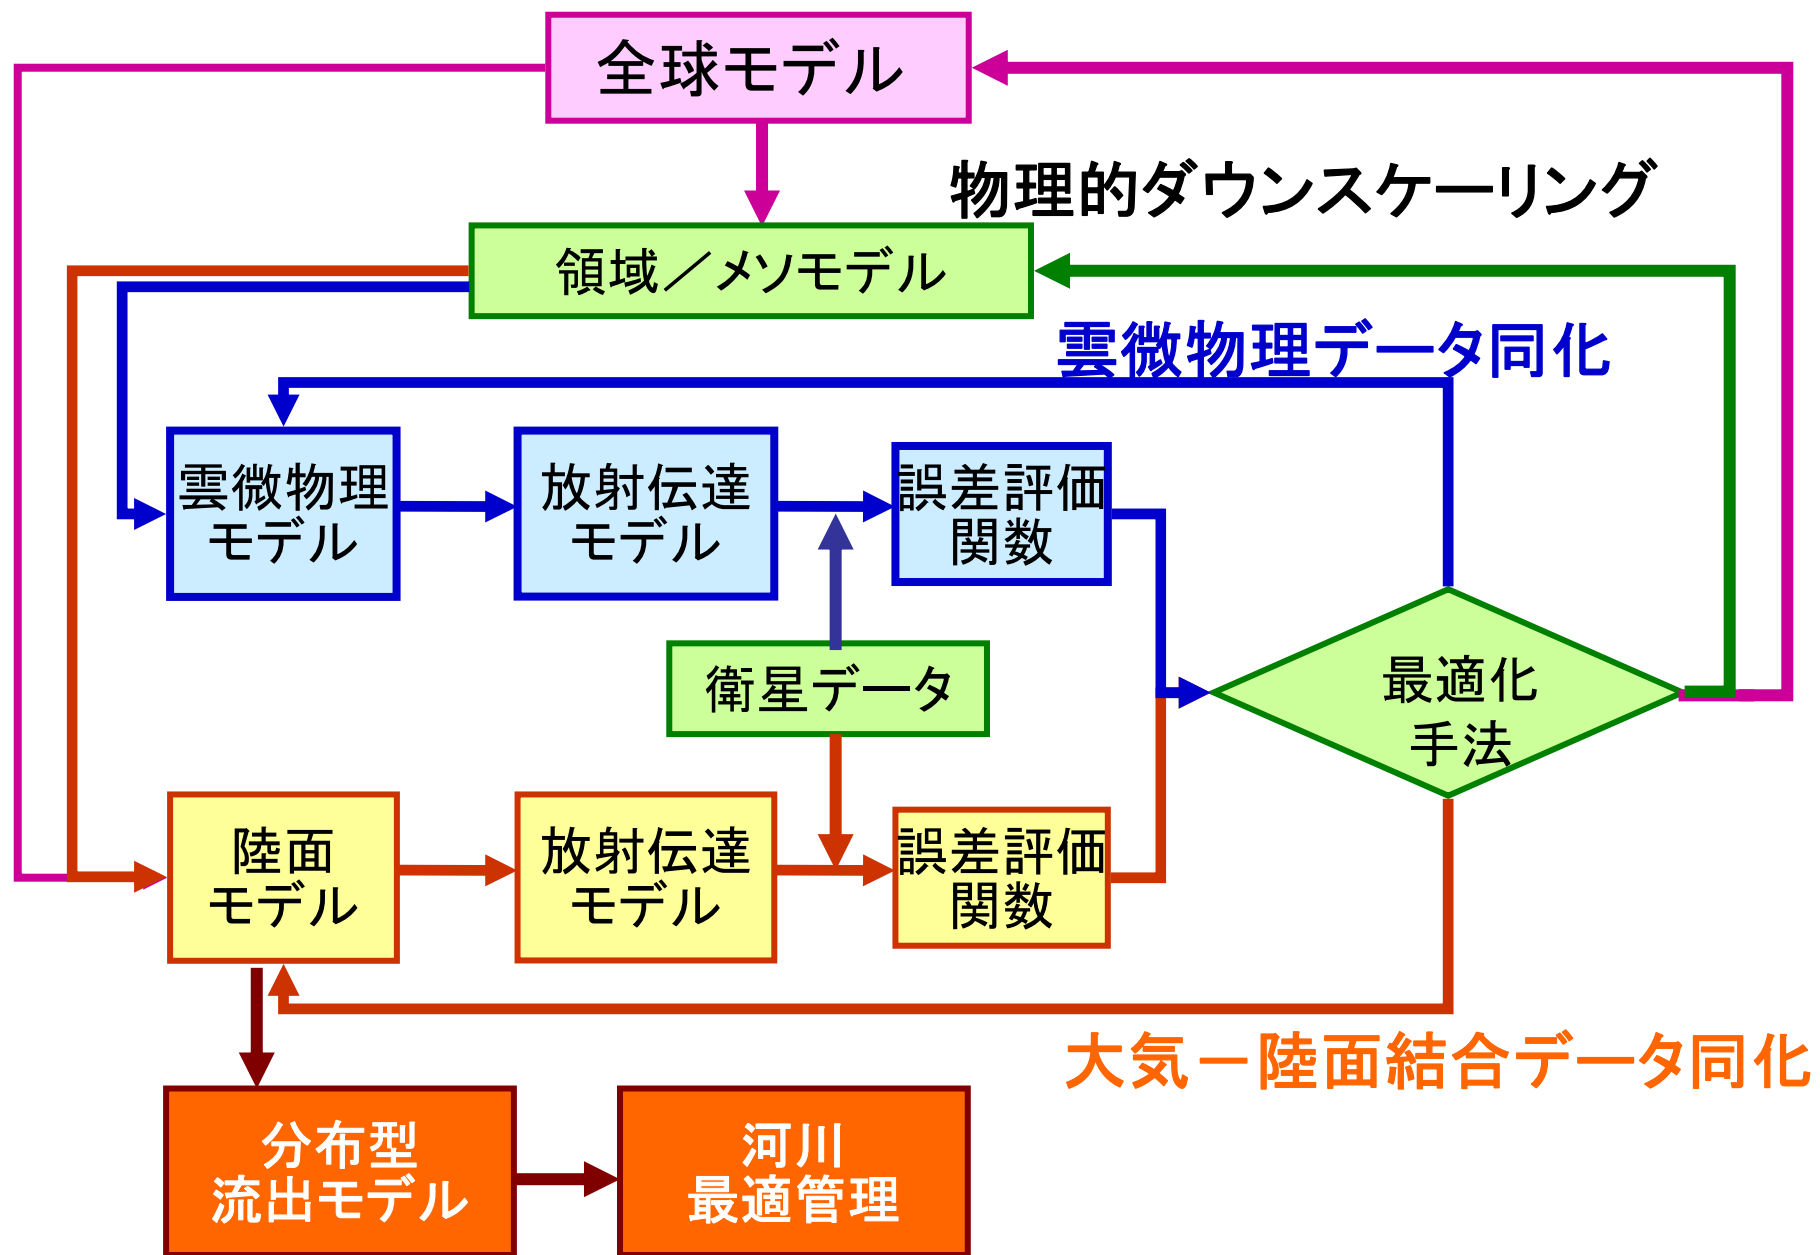 全球モデル
物理的ダウンスケーリング
領域／メソモデル
雲微物理データ同化
雲微物理
モデル
放射伝達
モデル
誤差評価
関数
衛星データ
最適化
手法
陸面
モデル
放射伝達
モデル
誤差評価
関数
大気－陸面結合データ同化
分布型
流出モデル
河川
最適管理